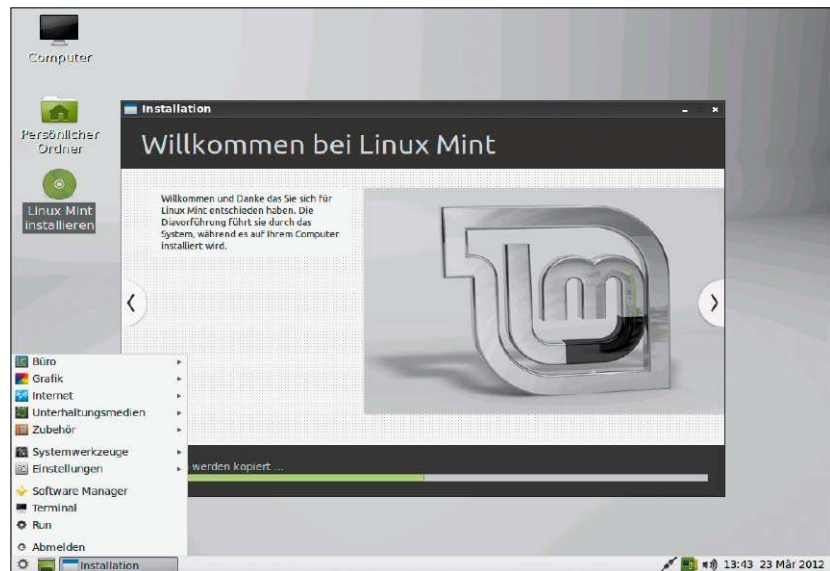 Computer
Persönlicher
Ordner
Linux Mint
installieren
Installation
Willkommen bei Linux Mint
Willkommen und Danke das Sie sich für
Linux Mint entschieden haben. Die
Diavorführung führt sie durch das
System, während es auf Ihrem Computer
installiert wird.
werden kopiert ...
Büro
Grafik
Internet
Unterhaltungsmedien
Zubehör
Systemwerkzeuge
Einstellungen
Software Manager
Terminal
Run
Abmelden
Installation
13:43 23 Mär 2012